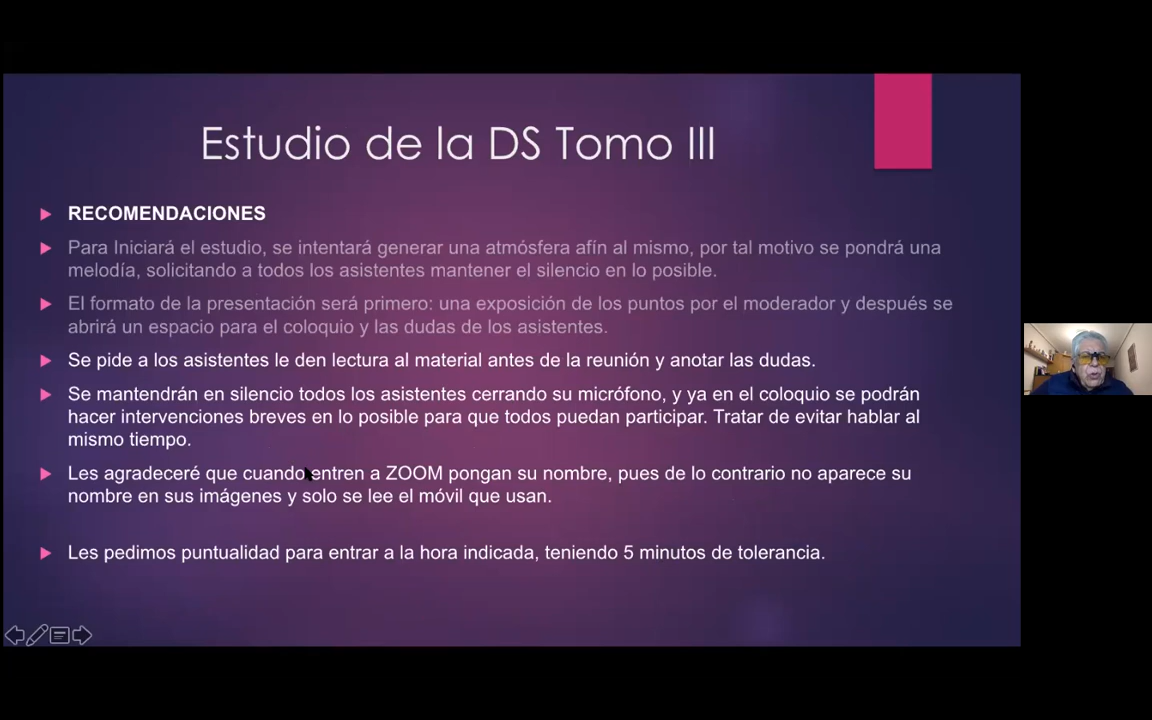 Estudio de la DS Tomo III
RECOMENDACIONES
Para Iniciará el estudio, se intentará generar una atmósfera afín al mismo, por tal motivo se pondrá una
melodía, solicitando a todos los asistentes mantener el silencio en lo posible.
El formato de la presentación será primero: una exposición de los puntos por el moderador y después se
abrirá un espacio para el coloquio y las dudas de los asistentes.
Se pide a los asistentes le den lectura al material antes de la reunión y anotar las dudas.
Se mantendrán en silencio todos los asistentes cerrando su micrófono, y ya en el coloquio se podrán
hacer intervenciones breves en lo posible para que todos puedan participar. Tratar de evitar hablar al
mismo tiempo.
Les agradeceré que cuando entren a ZOOM pongan su nombre, pues de lo contrario no aparece su
nombre en sus imágenes y solo se lee el móvil que usan.
Les pedimos puntualidad para entrar a la hora indicada, teniendo 5 minutos de tolerancia.